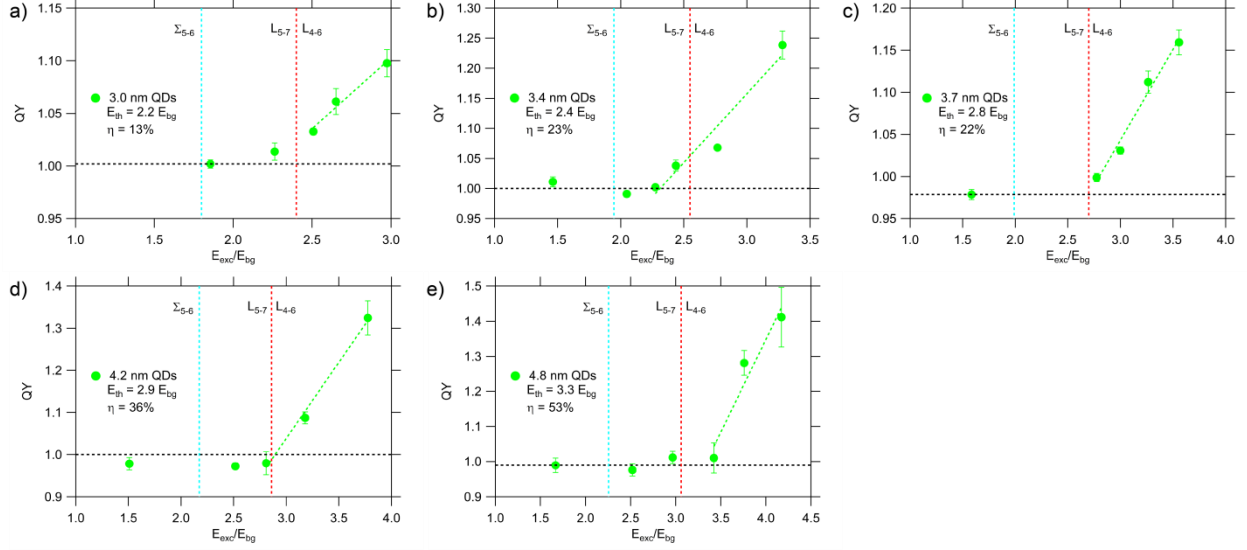 a)
Σ5-6
L5-7
L4-6
1.15
1.10
1.05
1.00
0.95
QY
3.0 nm QDs
Eth = 2.2 Ebg
η = 13%
1.0
1.5
2.0
2.5
3.0
Eexc/Ebg
b)
Σ5-6
L5-7
L4-6
1.30
1.25
1.20
1.15
1.10
1.05
1.00
0.95
QY
3.4 nm QDs
Eth = 2.4 Ebg
η = 23%
1.0
1.5
2.0
2.5
3.0
3.5
Eexc/Ebg
c)
Σ5-6
L5-7
L4-6
1.20
1.15
1.10
1.05
1.00
0.95
QY
3.7 nm QDs
Eth = 2.8 Ebg
η = 22%
1.0
1.5
2.0
2.5
3.0
3.5
4.0
Eexc/Ebg
d)
Σ5-6
L5-7
L4-6
1.4
1.3
1.2
1.1
1.0
0.9
QY
4.2 nm QDs
Eth = 2.9 Ebg
η = 36%
1.0
1.5
2.0
2.5
3.0
3.5
4.0
Eexc/Ebg
e)
Σ5-6
L5-7
L4-6
1.5
1.4
1.3
1.2
1.1
1.0
0.9
QY
4.8 nm QDs
Eth = 3.3 Ebg
η = 53%
1.0
1.5
2.0
2.5
3.0
3.5
4.0
4.5
Eexc/Ebg